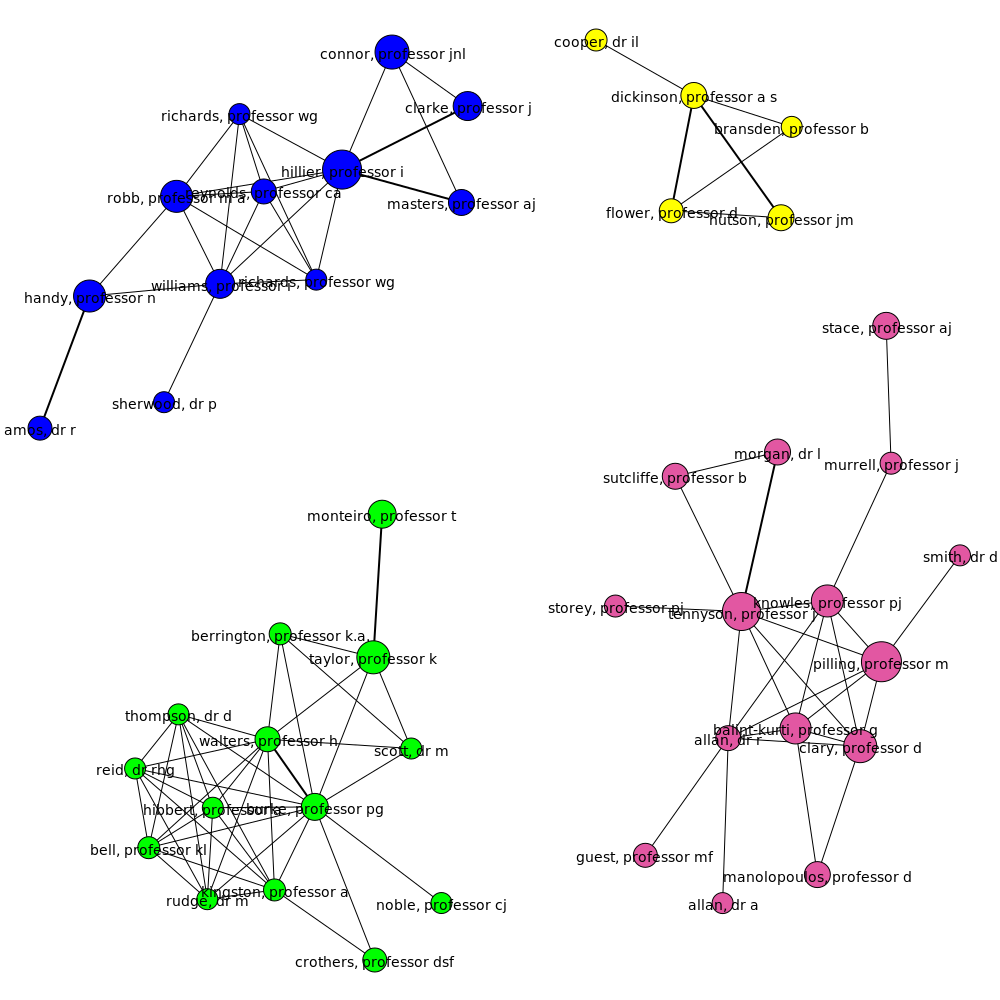 cooper, dr il
connor, professor jnl
dickinson, professor a s
clarke, professor j
richards, professor wg
bransden, professor b
hillier, professor i
reynolds, professor ca
robb, professor m a
masters, professor aj
flower, professor d
hutson, professor jm
williams, professor i
richards, professor wg
handy, professor n
stace, professor aj
sherwood, dr p
amos, dr r
morgan, dr l
murrell, professor j
sutcliffe, professor b
monteiro, professor t
smith, dr d
knowles, professor pj
storey, professor pj
tennyson, professor j
berrington, professor k.a.
taylor, professor k
pilling, professor m
thompson, dr d
balint-kurti, professor g
walters, professor h
allan, dr r
clary, professor d
scott, dr m
reid, dr rhg
hibbert, professor a
burke, professor pg
bell, professor kl
guest, professor mf
manolopoulos, professor d
kingston, professor a
rudge, dr m
noble, professor cj
allan, dr a
crothers, professor dsf